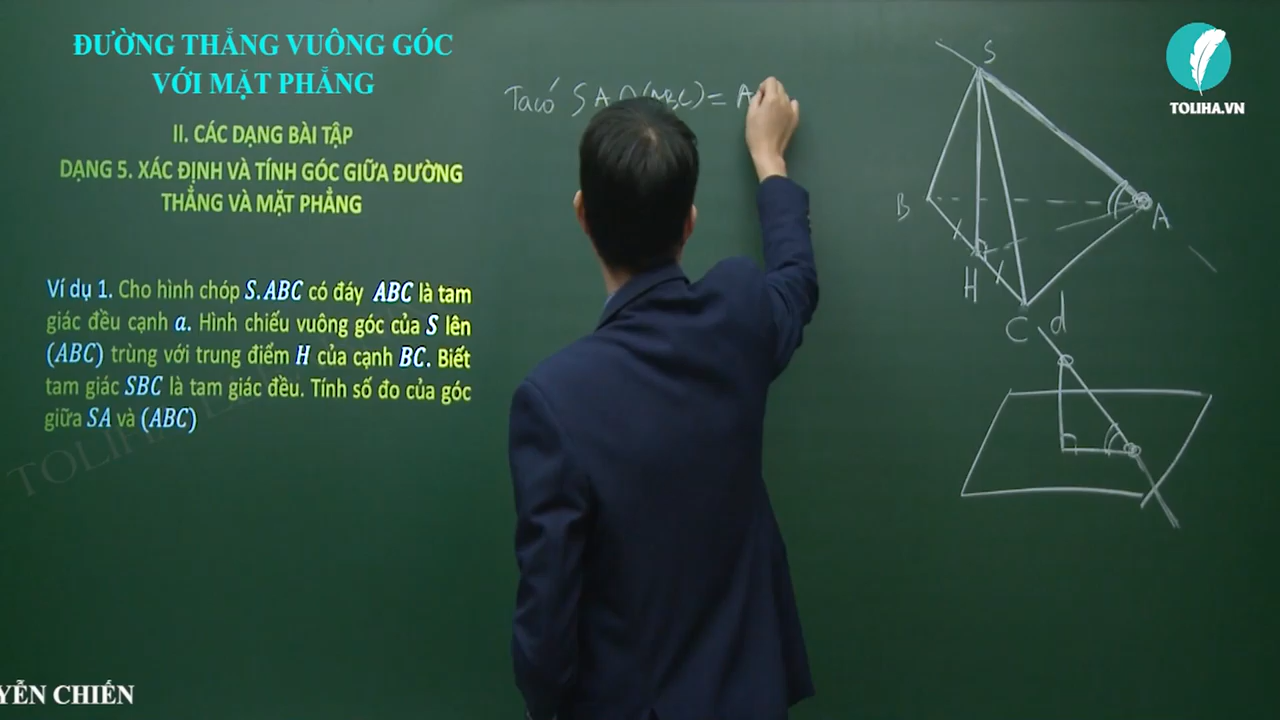 ĐƯỜNG THẲNG VUÔNG GÓC
VỚI MẶT PHẲNG
II. CÁC DẠNG BÀI TẬP
DẠNG 5. XÁC ĐỊNH VÀ TÍNH GÓC GIỮA ĐƯỜNG
THẲNG VÀ MẶT PHẲNG
Ví dụ 1. Cho hình chóp S.ABC có đáy ABC là tam
giác đều cạnh a. Hình chiếu vuông góc của S lên
(ABC) trùng với trung điểm H của cạnh BC. Biết
tam giác SBC là tam giác đều. Tính số đo của góc
giữa SA và (ABC)
YỄN CHIẾN
Ta có SA ∩ (ABC) = A
S
B
A
H
C
d
TOLIHA.VN